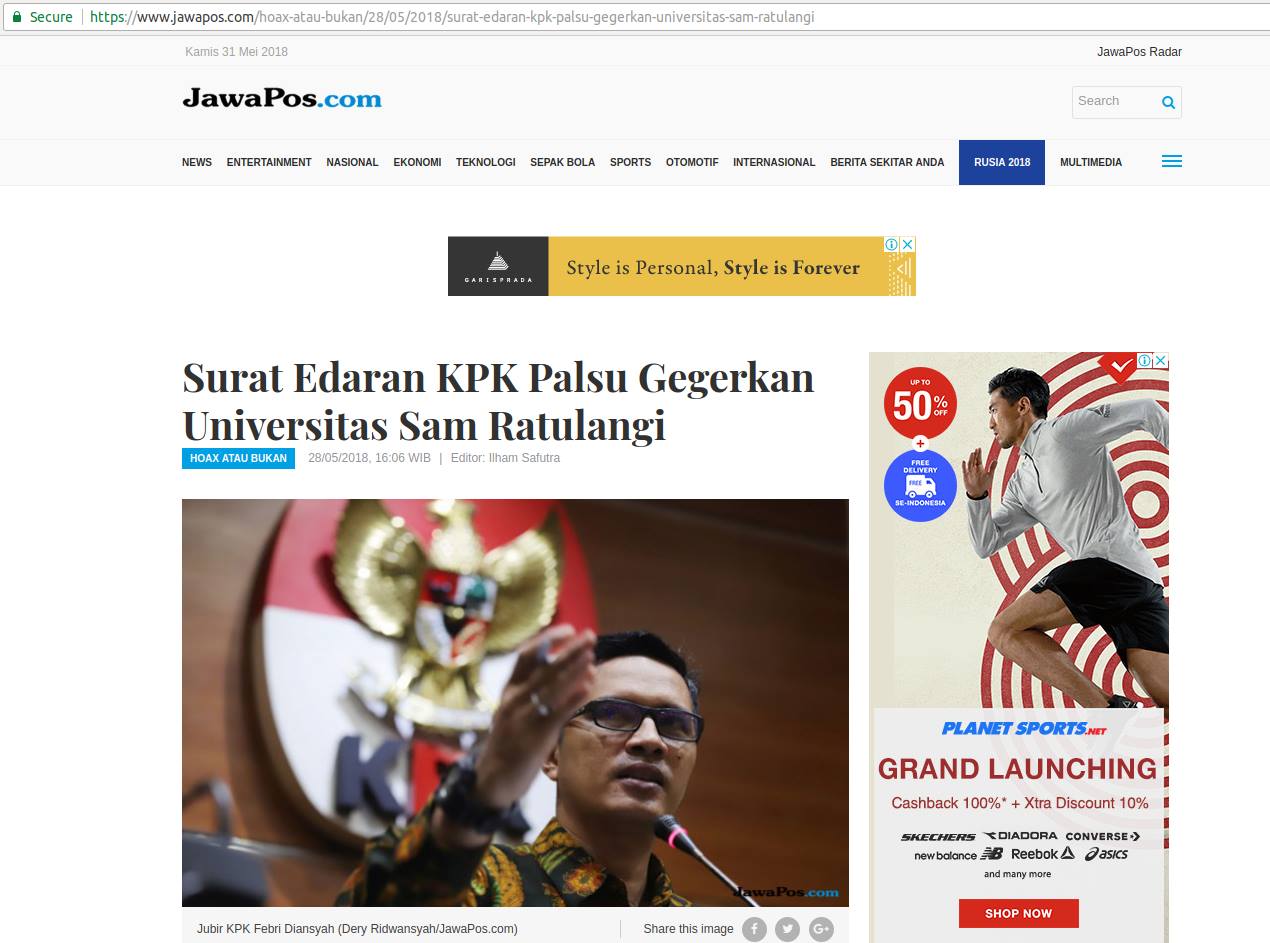 Secure https://www.jawapos.com/hoax-atau-bukan/28/05/2018/surat-edaran-kpk-palsu-gegerkan-universitas-sam-ratulangi
Kamis 31 Mei 2018
JawaPos Radar
JawaPos.com
Search
NEWS ENTERTAINMENT NASIONAL EKONOMI TEKNOLOGI SEPAK BOLA SPORTS OTOMOTIF INTERNASIONAL BERITA SEKITAR ANDA RUSIA 2018 MULTIMEDIA
GARISPRADA
Style is Personal, Style is Forever
Surat Edaran KPK Palsu Gegerkan
Universitas Sam Ratulangi
HOAX ATAU BUKAN 28/05/2018, 16:06 WIB | Editor: Ilham Safutra
KP
JawaPos.com
Jubir KPK Febri Diansyah (Dery Ridwansyah/JawaPos.com)
Share this image
UP TO
50% OFF
+
FREE
DELIVERY
FREE
SE-INDONESIA
PLANET SPORTS.NET
GRAND LAUNCHING
Cashback 100%* + Xtra Discount 10%
SKECHERS DIADORA CONVERSE
new balance Reebok asics
and many more
SHOP NOW